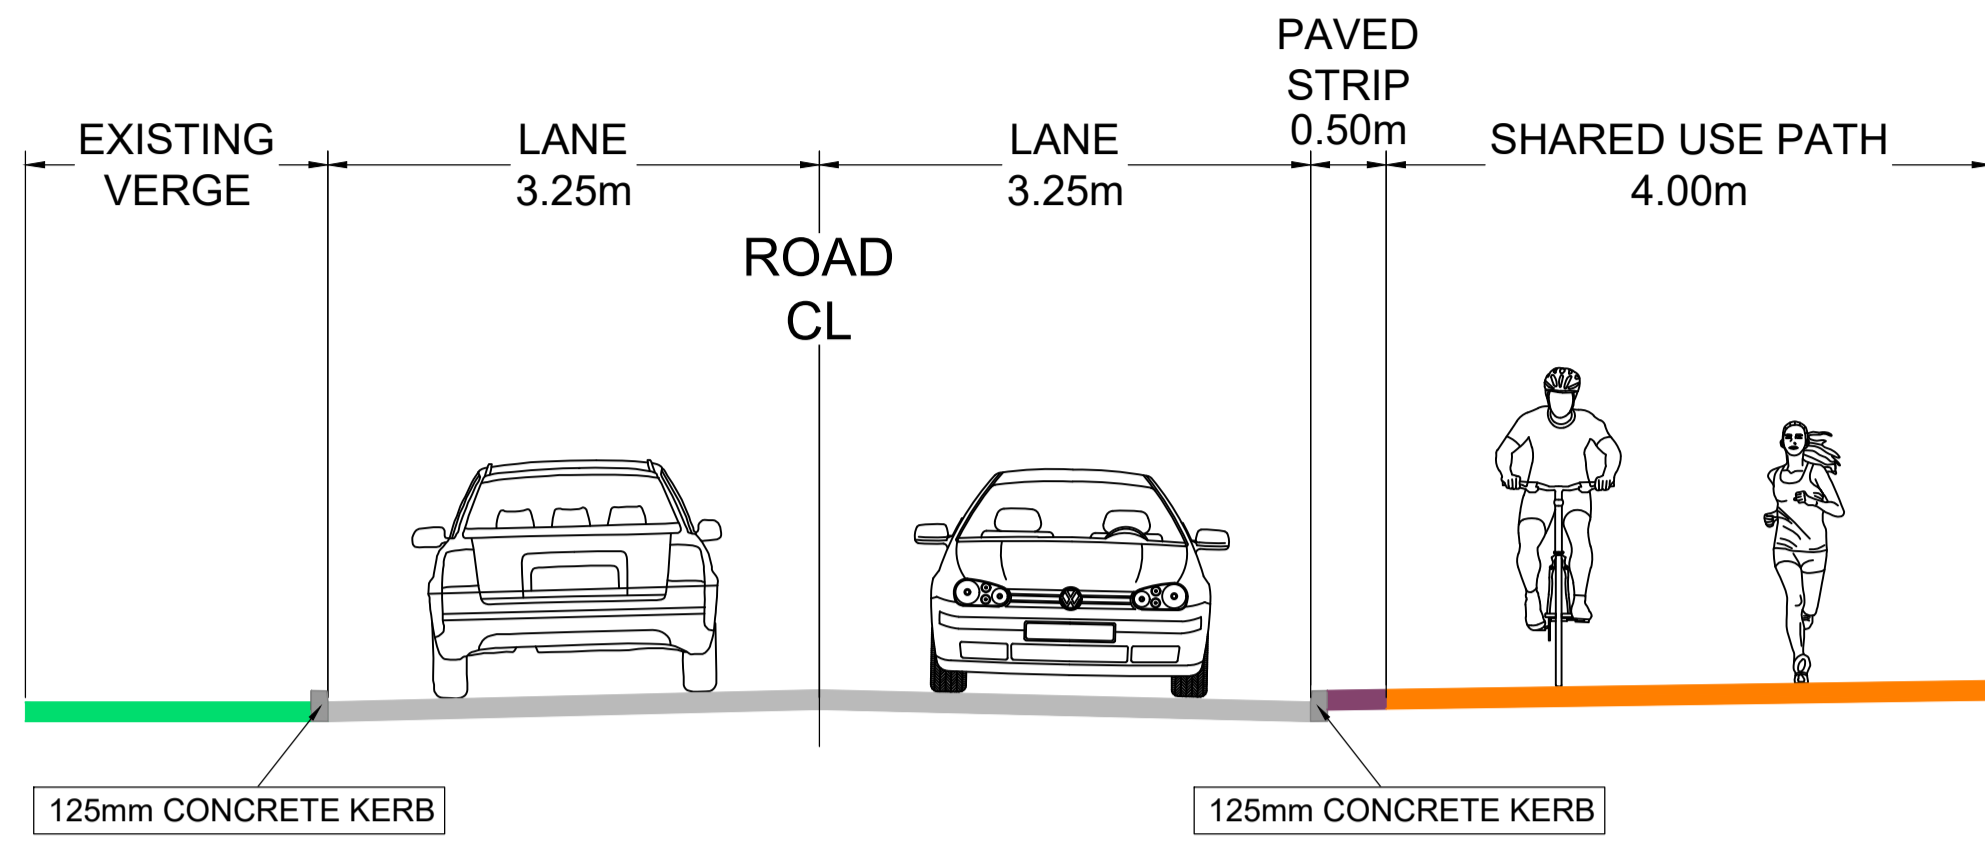 PAVED
STRIP
0.50m
EXISTING
VERGE
LANE
3.25m
LANE
3.25m
SHARED USE PATH
4.00m
ROAD
CL
125mm CONCRETE KERB
125mm CONCRETE KERB